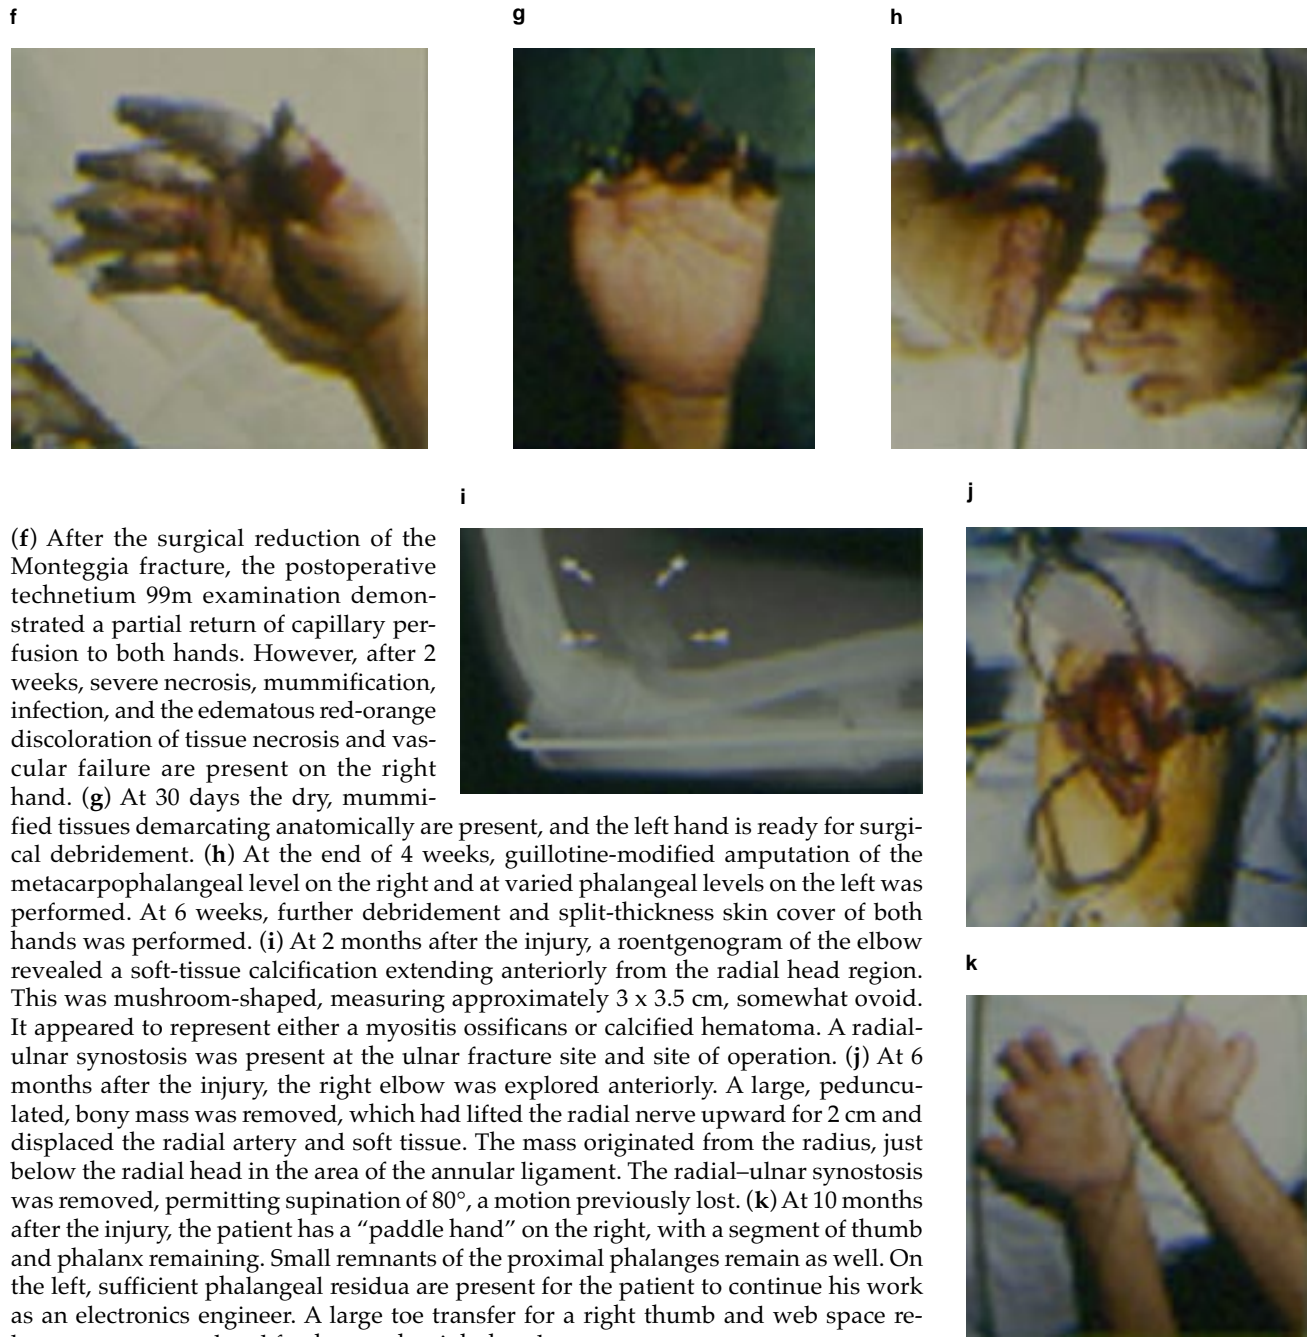 f
g
h
i
j
(f) After the surgical reduction of the
Monteggia fracture, the postoperative
technetium 99m examination demon-
strated a partial return of capillary per-
fusion to both hands. However, after 2
weeks, severe necrosis, mummification,
infection, and the edematous red-orange
discoloration of tissue necrosis and vas-
cular failure are present on the right
hand. (g) At 30 days the dry, mummi-
fied tissues demarcating anatomically are present, and the left hand is ready for surgi-
cal debridement. (h) At the end of 4 weeks, guillotine-modified amputation of the
metacarpophalangeal level on the right and at varied phalangeal levels on the left was
performed. At 6 weeks, further debridement and split-thickness skin cover of both
hands was performed. (i) At 2 months after the injury, a roentgenogram of the elbow
revealed a soft-tissue calcification extending anteriorly from the radial head region.
This was mushroom-shaped, measuring approximately 3 x 3.5 cm, somewhat ovoid.
It appeared to represent either a myositis ossificans or calcified hematoma. A radial-
ulnar synostosis was present at the ulnar fracture site and site of operation. (j) At 6
months after the injury, the right elbow was explored anteriorly. A large, peduncu-
lated, bony mass was removed, which had lifted the radial nerve upward for 2 cm and
displaced the radial artery and soft tissue. The mass originated from the radius, just
below the radial head in the area of the annular ligament. The radial–ulnar synostosis
was removed, permitting supination of 80°, a motion previously lost. (k) At 10 months
after the injury, the patient has a “paddle hand” on the right, with a segment of thumb
and phalanx remaining. Small remnants of the proximal phalanges remain as well. On
the left, sufficient phalangeal residua are present for the patient to continue his work
as an electronics engineer. A large toe transfer for a right thumb and web space re-
k